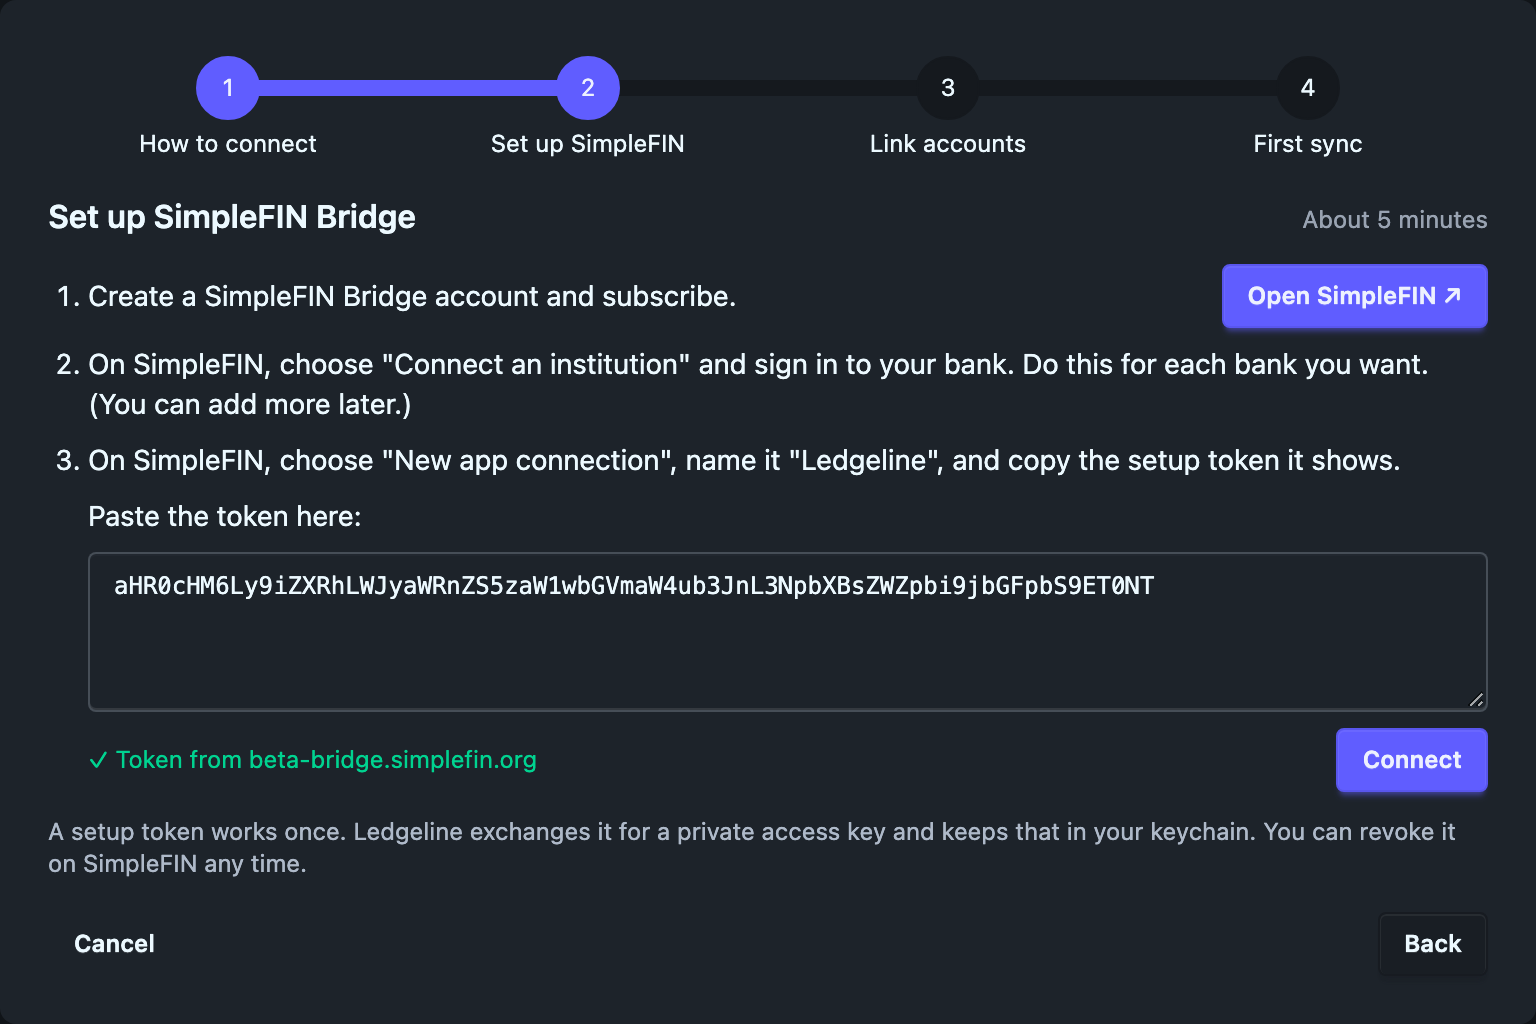 1
2
3
4
How to connect
Set up SimpleFIN
Link accounts
First sync
Set up SimpleFIN Bridge
About 5 minutes
1. Create a SimpleFIN Bridge account and subscribe.
Open SimpleFIN ↗
2. On SimpleFIN, choose "Connect an institution" and sign in to your bank. Do this for each bank you want.
(You can add more later.)
3. On SimpleFIN, choose "New app connection", name it "Ledgeline", and copy the setup token it shows.
Paste the token here:
aHR0cHM6Ly9iZXRhLWJyaWRnZS5zaW1wbGVmaW4ub3JnL3NpbXBsZWZpbi9jbGFpbS9ET0NT
✓ Token from beta-bridge.simplefin.org
Connect
A setup token works once. Ledgeline exchanges it for a private access key and keeps that in your keychain. You can revoke it
on SimpleFIN any time.
Cancel
Back